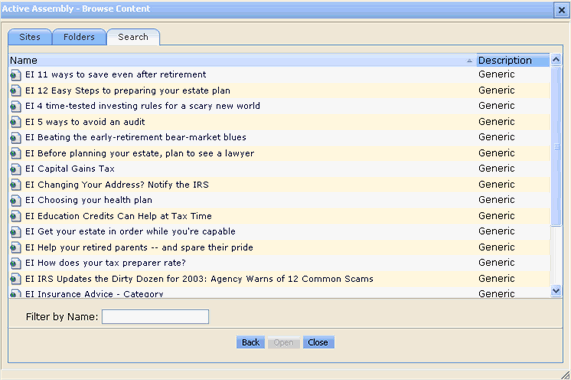 Active Assembly - Browse Content
Sites Folders Search
Name Description
EI 11 ways to save even after retirement Generic
EI 12 Easy Steps to preparing your estate plan Generic
EI 4 time-tested investing rules for a scary new world Generic
EI 5 ways to avoid an audit Generic
EI Beating the early-retirement bear-market blues Generic
EI Before planning your estate, plan to see a lawyer Generic
EI Capital Gains Tax Generic
EI Changing Your Address? Notify the IRS Generic
EI Choosing your health plan Generic
EI Education Credits Can Help at Tax Time Generic
EI Get your estate in order while you're capable Generic
EI Help your retired parents -- and spare their pride Generic
EI How does your tax preparer rate? Generic
EI IRS Updates the Dirty Dozen for 2003: Agency Warns of 12 Common Scams Generic
EI Insurance Advice - Category Generic
Filter by Name:
Back Open Close